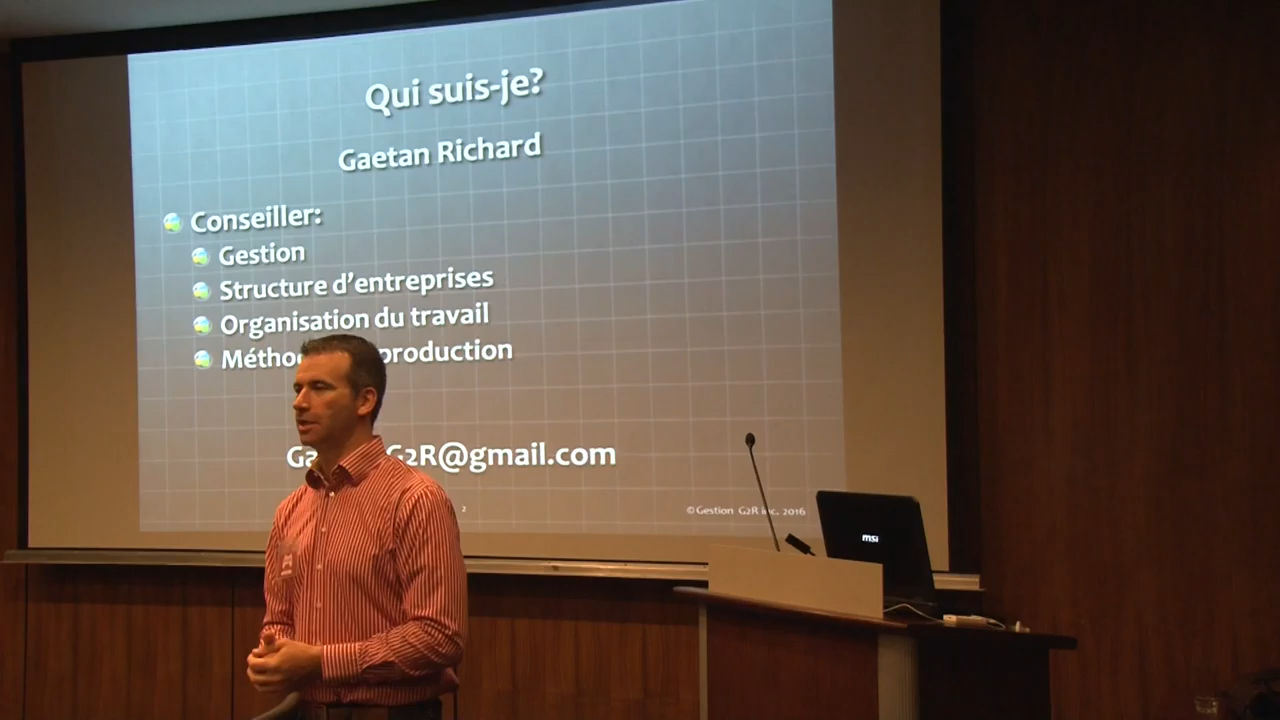 Qui suis-je?
Gaetan Richard
Conseiller:
Gestion
Structure d'entreprises
Organisation du travail
production
G2R@gmail.com
2
©Gestion G2R inc. 2016
msi